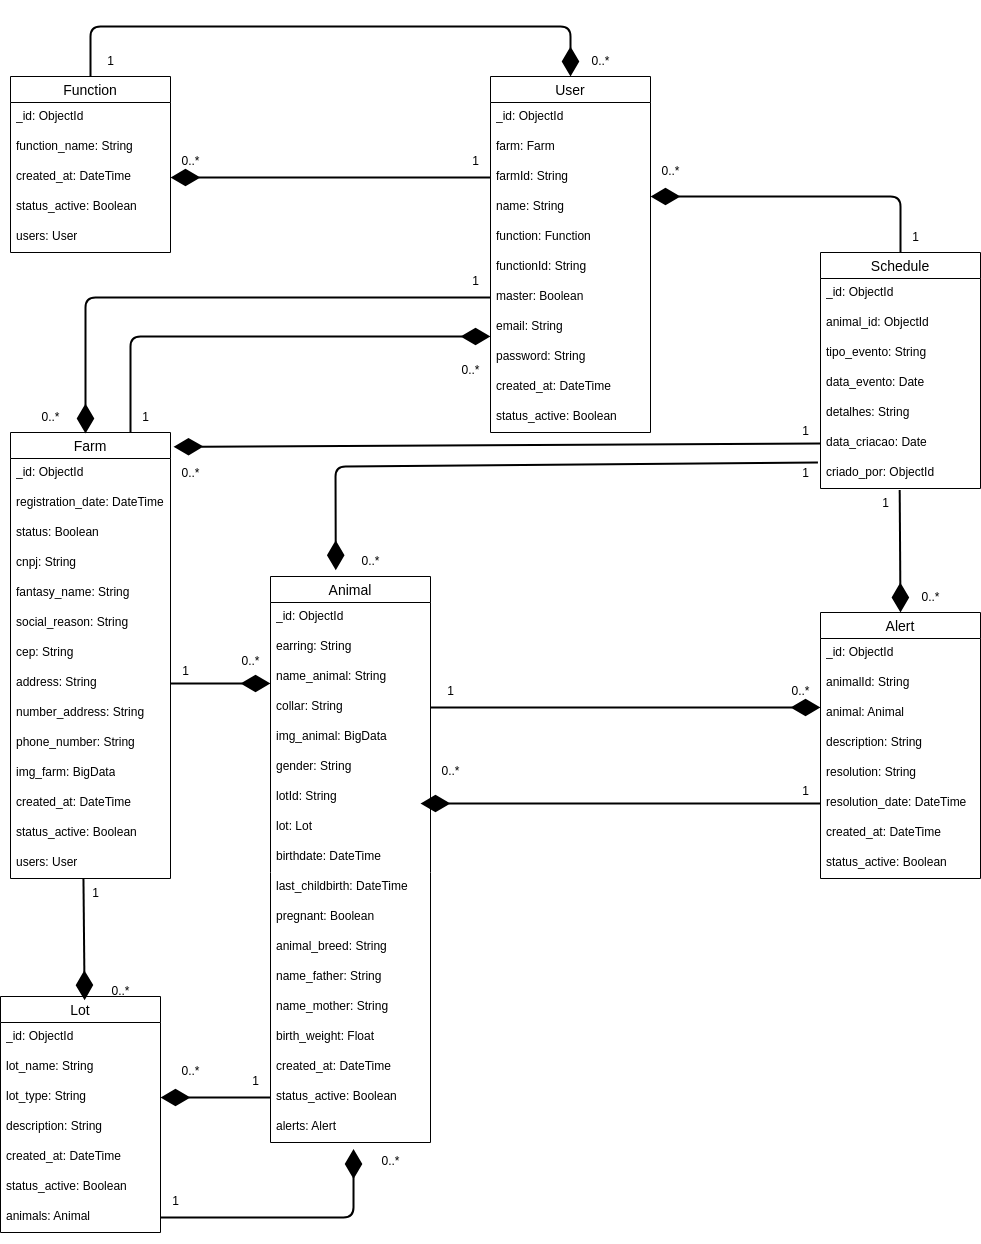 1
0..*
Function
_id: ObjectId
function_name: String
created_at: DateTime
status_active: Boolean
users: User
0..*
1
User
_id: ObjectId
farm: Farm
farmId: String
name: String
function: Function
functionId: String
master: Boolean
email: String
password: String
created_at: DateTime
status_active: Boolean
0..*
1
1
0..*
0..*
1
Schedule
_id: ObjectId
animal_id: ObjectId
tipo_evento: String
data_evento: Date
detalhes: String
data_criacao: Date
criado_por: ObjectId
1
1
0..*
0..*
1
0..*
Farm
_id: ObjectId
registration_date: DateTime
status: Boolean
cnpj: String
fantasy_name: String
social_reason: String
cep: String
address: String
number_address: String
phone_number: String
img_farm: BigData
created_at: DateTime
status_active: Boolean
users: User
1
0..*
Animal
_id: ObjectId
earring: String
name_animal: String
collar: String
img_animal: BigData
gender: String
lotId: String
lot: Lot
birthdate: DateTime
last_childbirth: DateTime
pregnant: Boolean
animal_breed: String
name_father: String
name_mother: String
birth_weight: Float
created_at: DateTime
status_active: Boolean
alerts: Alert
1
0..*
Alert
_id: ObjectId
animalId: String
animal: Animal
description: String
resolution: String
resolution_date: DateTime
created_at: DateTime
status_active: Boolean
1
0..*
0..*
1
1
0..*
Lot
_id: ObjectId
lot_name: String
lot_type: String
description: String
created_at: DateTime
status_active: Boolean
animals: Animal
0..*
1
1
0..*